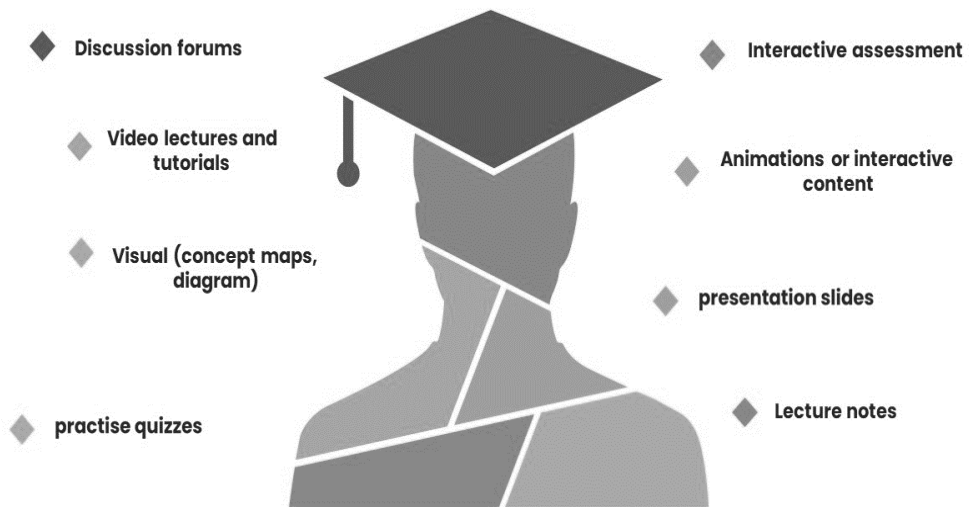 Discussion forums
Video lectures and
tutorials
Visual (concept maps,
diagram)
practise quizzes
Interactive assessment
Animations or interactive
content
presentation slides
Lecture notes